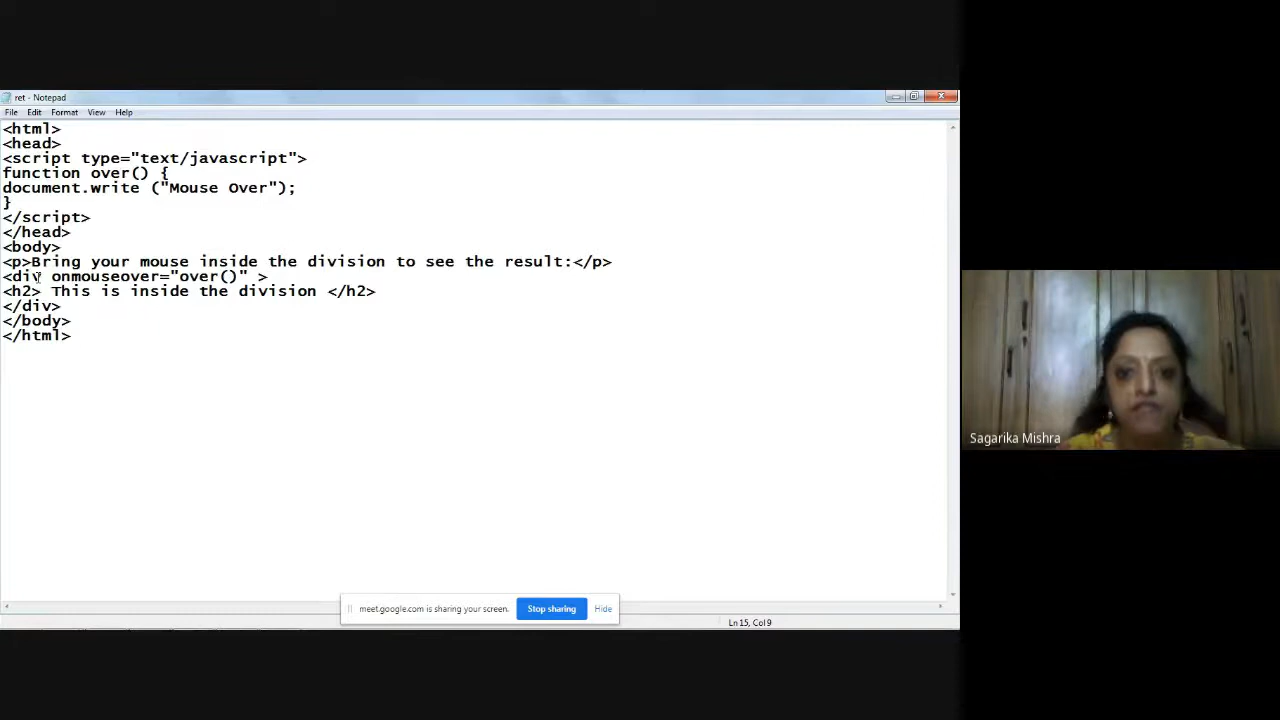 ret - Notepad
File Edit Format View Help
<html>
<head>
<script type="text/javascript">
function over() {
document.write ("Mouse Over");
}
</script>
</head>
<body>
<p>Bring your mouse inside the division to see the result:</p>
<div onmouseover="over()" >
<h2> This is inside the division </h2>
</div>
</body>
</html>
Sagarika Mishra
meet.google.com is sharing your screen. Stop sharing Hide
Ln 15, Col 9